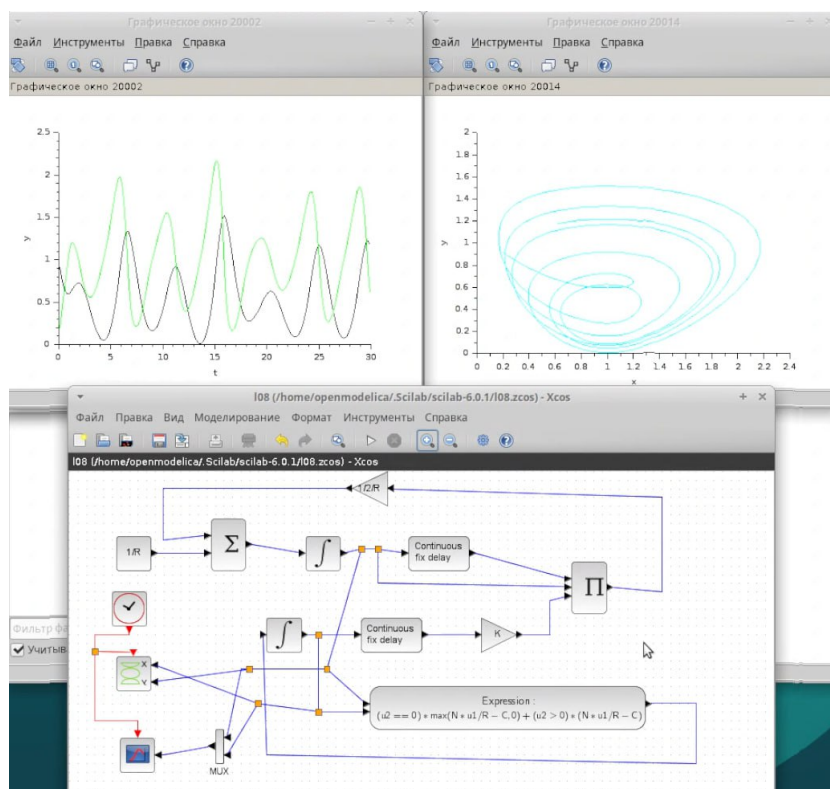 Графическое окно 20002
Файл Инструменты Правка Справка
Графическое окно 20002
2.5
2
1.5
1
0.5
0
y
0 5 10 15 20 25 30
t
Графическое окно 20014
Файл Инструменты Правка Справка
Графическое окно 20014
2
1.8
1.6
1.4
1.2
1
0.8
0.6
0.4
0.2
0
y
0 0.2 0.4 0.6 0.8 1 1.2 1.4 1.6 1.8 2 2.2 2.4
x
l08 (/home/openmodelica/.Scilab/scilab-6.0.1/l08.zcos) - Xcos
Файл Правка Вид Моделирование Формат Инструменты Справка
l08 (/home/openmodelica/.Scilab/scilab-6.0.1/l08.zcos) - Xcos
1/2/R
1/R
Σ
∫
Continuous
fix delay
Π
∫
Continuous
fix delay
K
Фильтр
Учитыв
X
Y
Expression :
(u2 == 0) * max(N * u1/R − C, 0) + (u2 > 0) * (N * u1/R − C)
MUX